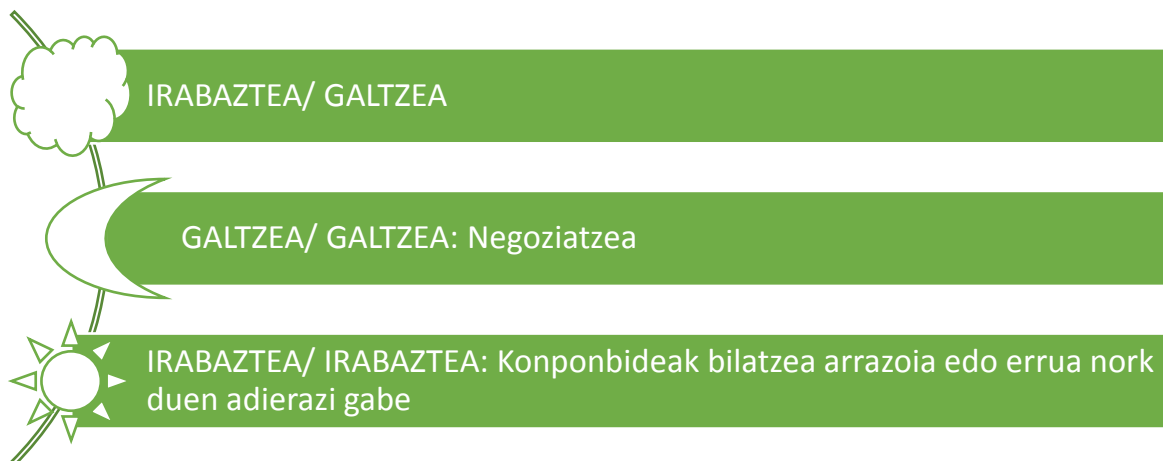 IRABAZTEA/ GALTZEA
GALTZEA/ GALTZEA: Negoziatzea
IRABAZTEA/ IRABAZTEA: Konponbideak bilatzea arrazoia edo errua nork
duen adierazi gabe